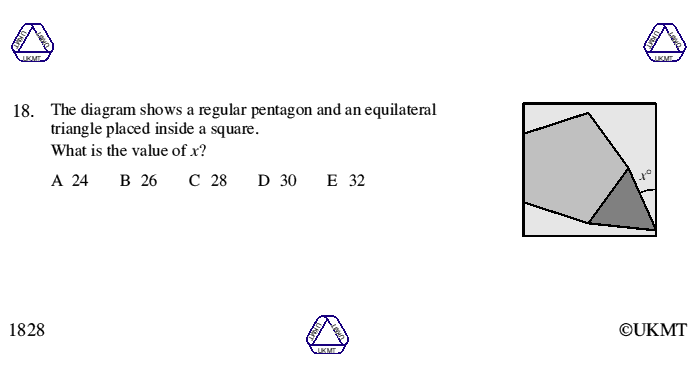 UKMT UKMT UKMT UKMT UKMT UKMT
18. The diagram shows a regular pentagon and an equilateral
triangle placed inside a square.
What is the value of x?
A 24 B 26 C 28 D 30 E 32
x°
1828 UKMT UKMT UKMT ©UKMT